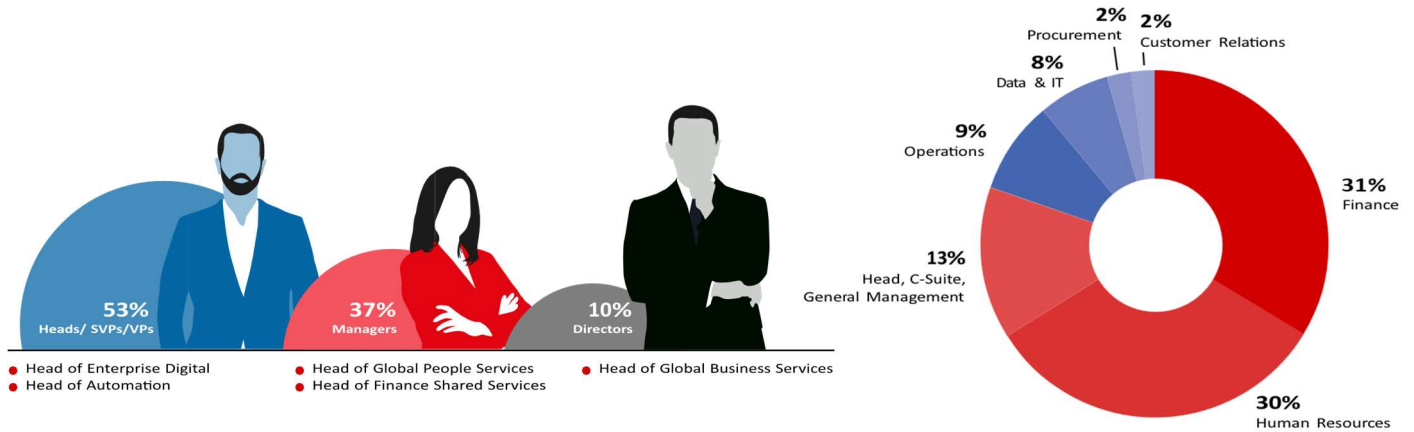 53%
Heads/ SVPs/VPs
37%
Managers
10%
Directors
Head of Enterprise Digital
Head of Automation
Head of Global People Services
Head of Finance Shared Services
Head of Global Business Services
2%
Procurement
2%
Customer Relations
8%
Data & IT
9%
Operations
13%
Head, C-Suite,
General Management
31%
Finance
30%
Human Resources